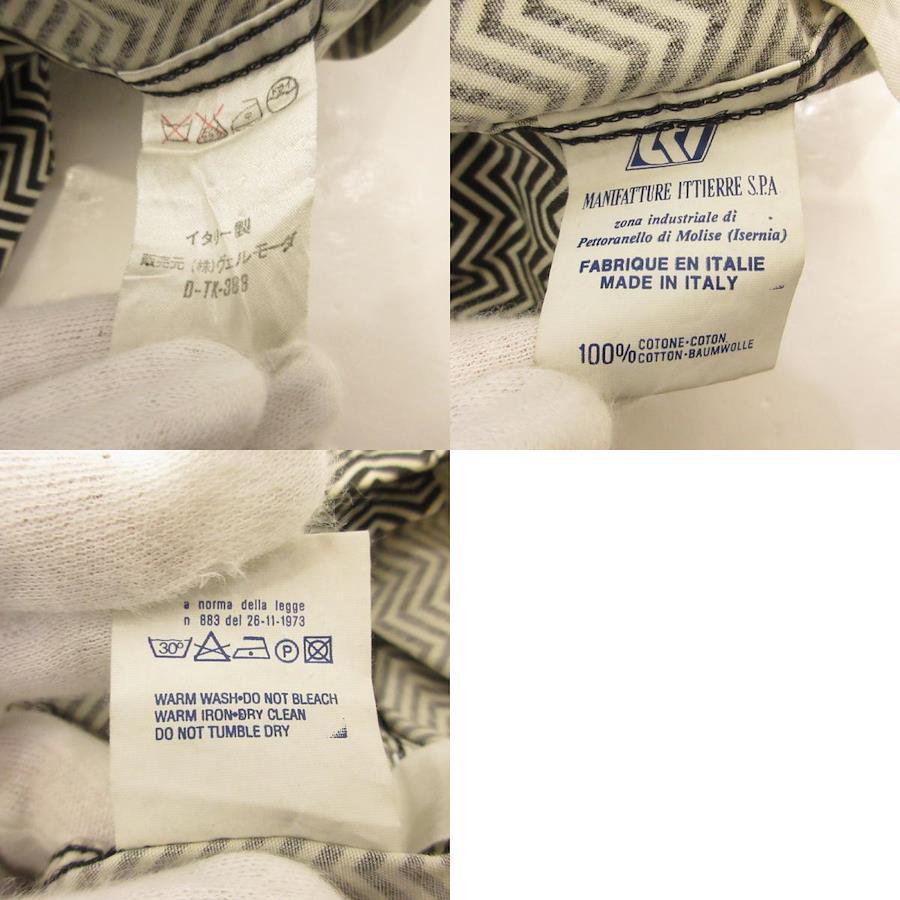 イタリー製
販売元 (株)ヴェルモーダ
D-TK-388
MANIFATTURE ITTIERRE S.P.A
zona industriale di
Pettoranello di Molise (Isernia)
FABRIQUE EN ITALIE
MADE IN ITALY
100% COTONE·COTON
COTTON·BAUMWOLLE
a norma della legge
n 883 del 26-11-1973
30° P
WARM WASH·DO NOT BLEACH
WARM IRON·DRY CLEAN
DO NOT TUMBLE DRY